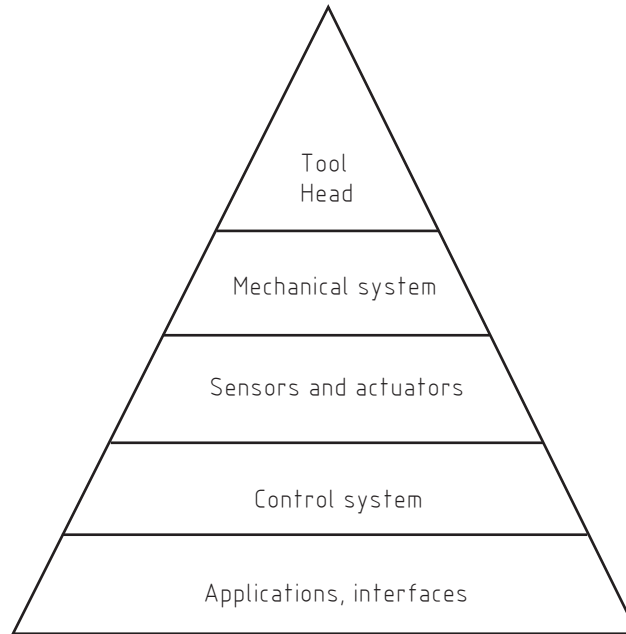 Tool
Head
Mechanical system
Sensors and actuators
Control system
Applications, interfaces